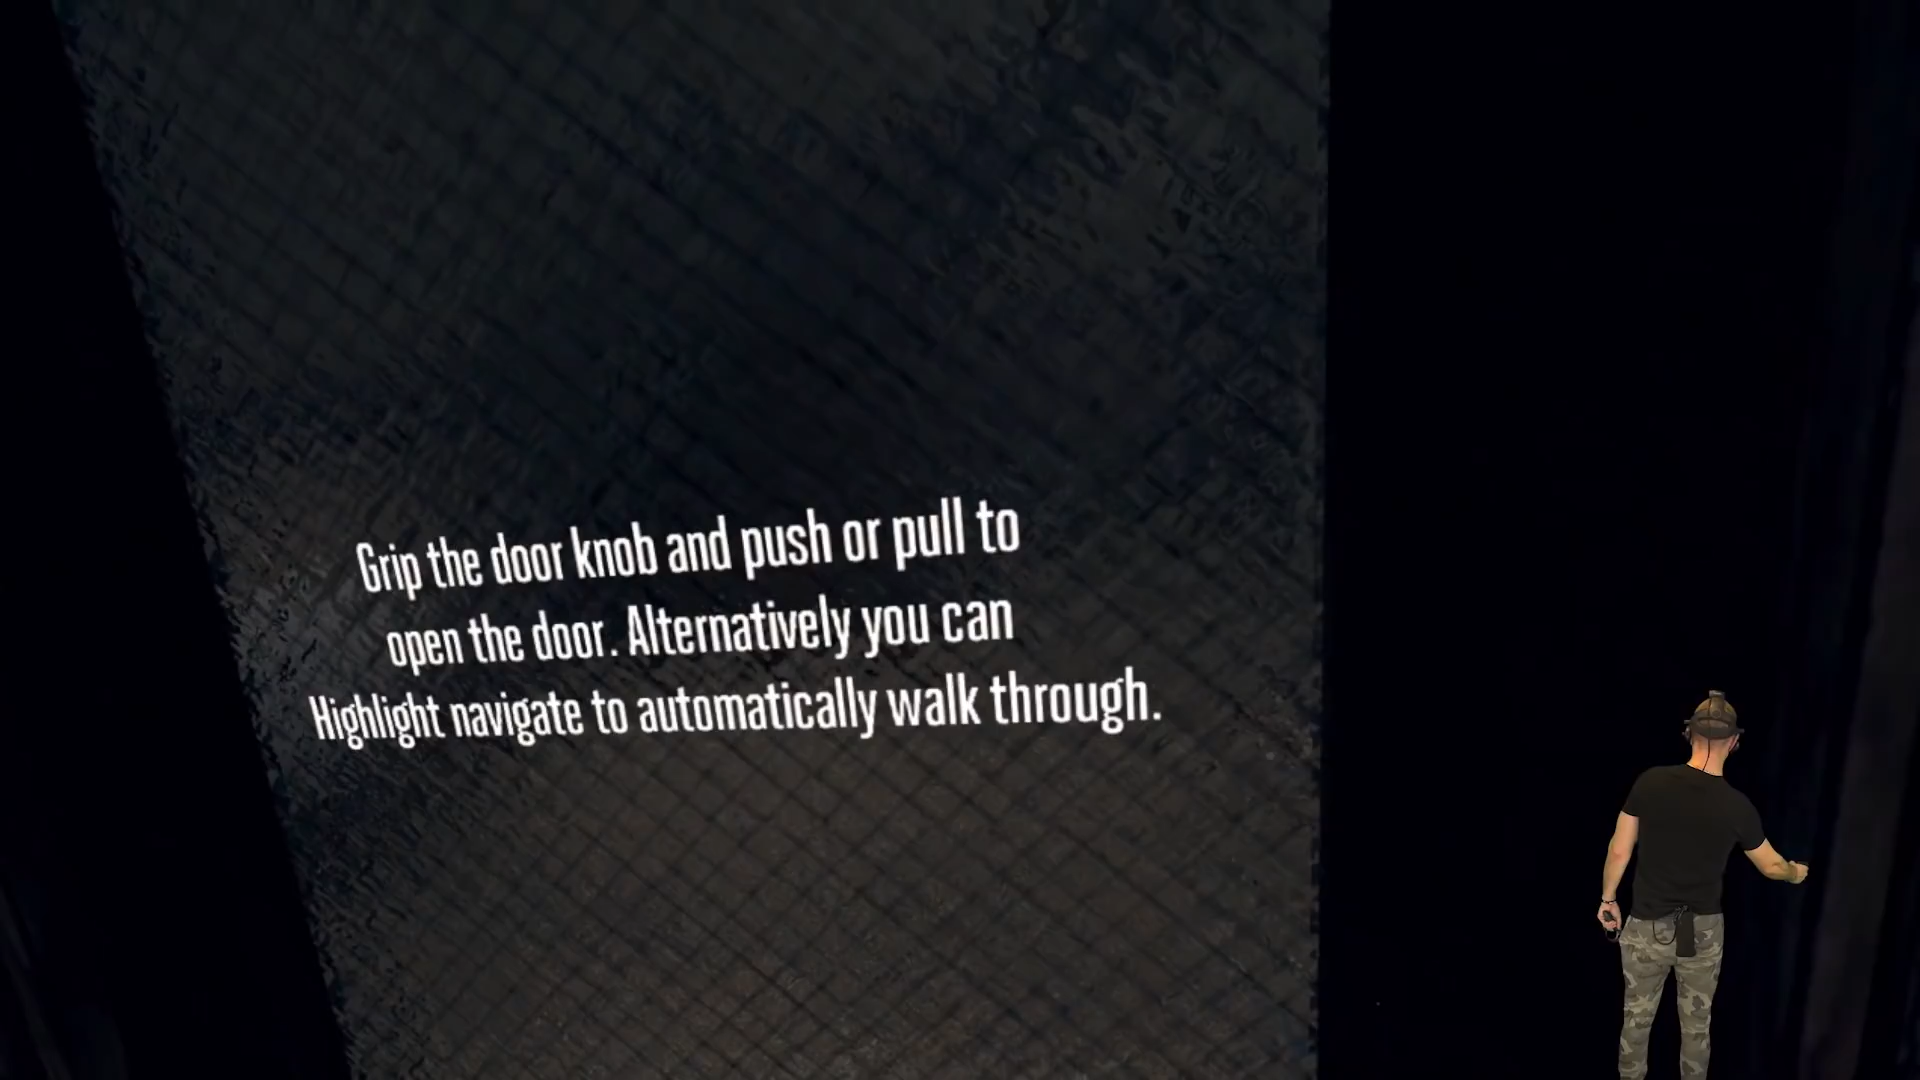 Grip the door knob and push or pull to
open the door. Alternatively you can
Highlight navigate to automatically walk through.